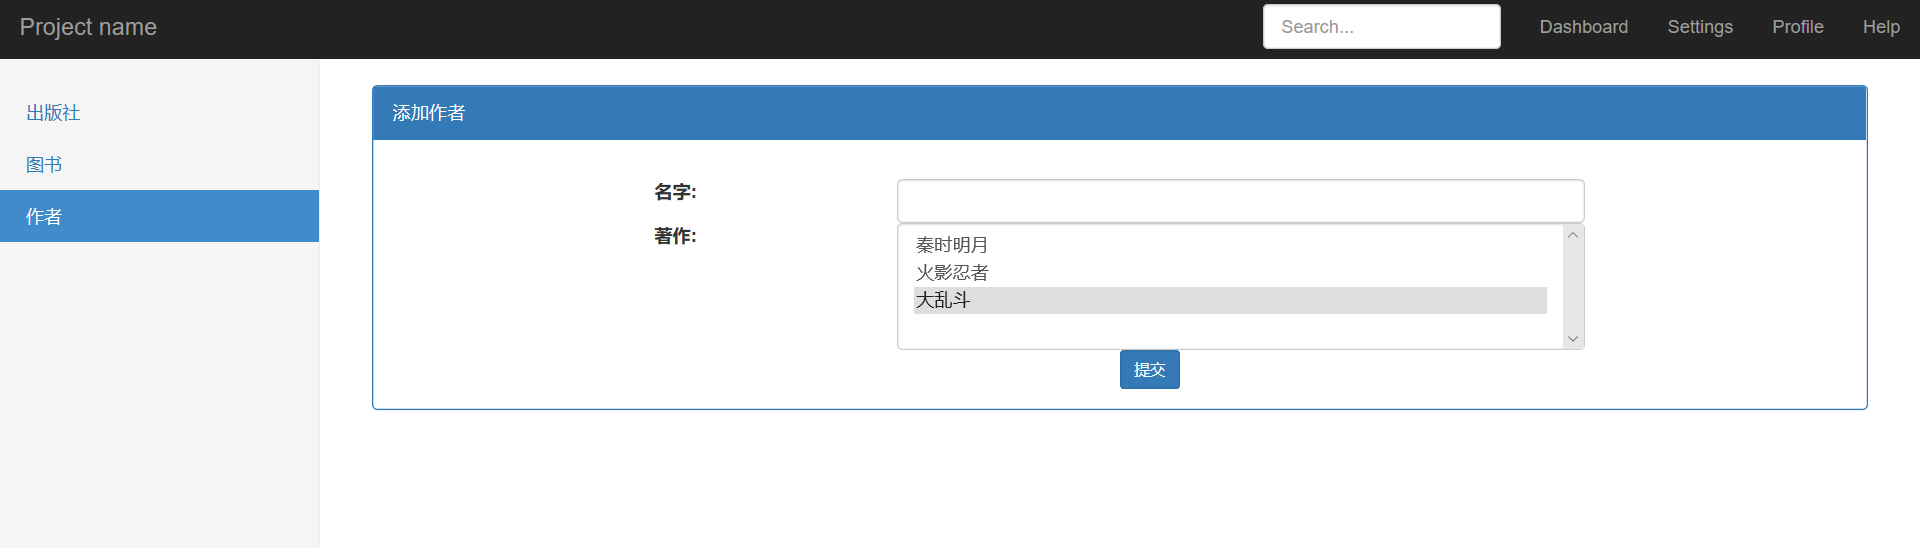 Project name
Search...
Dashboard
Settings
Profile
Help
出版社
图书
作者
添加作者
名字:
著作:
秦时明月
火影忍者
大乱斗
提交